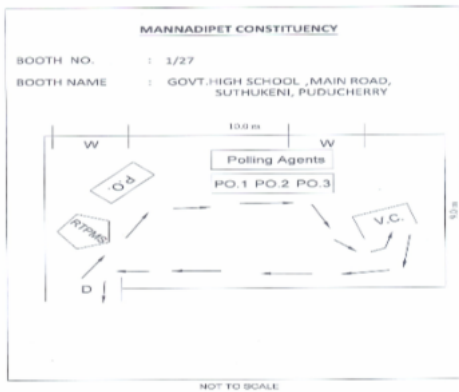 MANNADIPET CONSTITUENCY
BOOTH NO. : 1/27
BOOTH NAME : GOVT.HIGH SCHOOL ,MAIN ROAD,
SUTHUKENI, PUDUCHERRY
10.0 m
W W
Polling Agents
P.O.
PO.1 PO.2 PO.3
RTPMS
V.C.
D
NOT TO SCALE